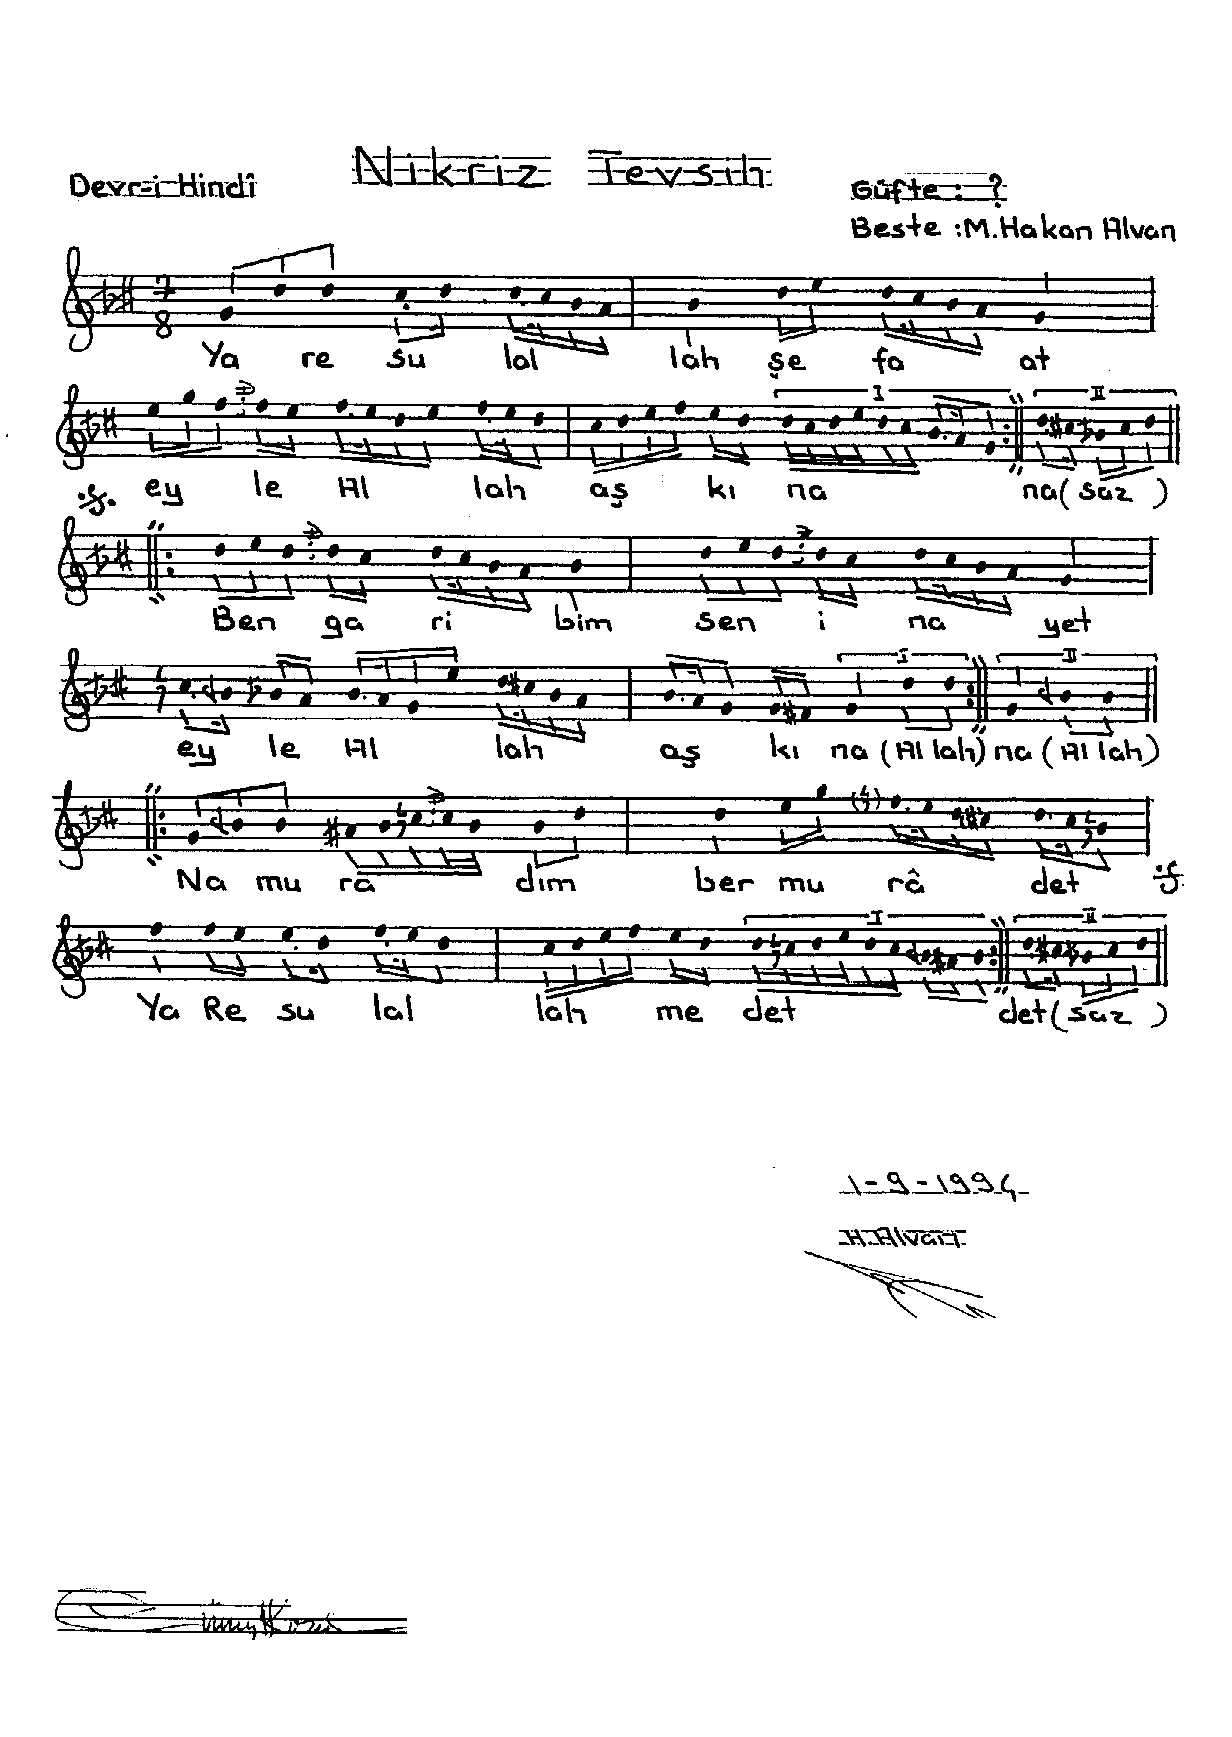 Nikriz Tevsih
Devr-i Hindî
Güfte : ?
Beste : M. Hakan Alvan
7
8
Ya re su lal lah şe fa at
I II
ey le Al lah aş kı na na ( saz )
Ben ga ri bim sen i na yet
I II
ey le Al lah aş kı na ( Al lah ) na ( Al lah )
Na mu ra dım ber mu râ det
I II
Ya Re su lal lah me det det ( saz )
1-9-1994
H.Alvan